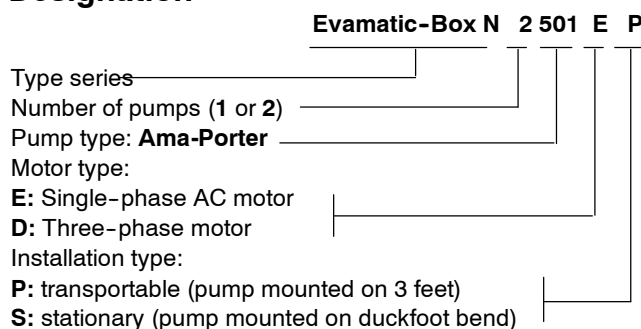 Designation
Evamatic-Box N 2 501 E P
Type series
Number of pumps (1 or 2)
Pump type: Ama-Porter
Motor type:
E: Single-phase AC motor
D: Three-phase motor
Installation type:
P: transportable (pump mounted on 3 feet)
S: stationary (pump mounted on duckfoot bend)